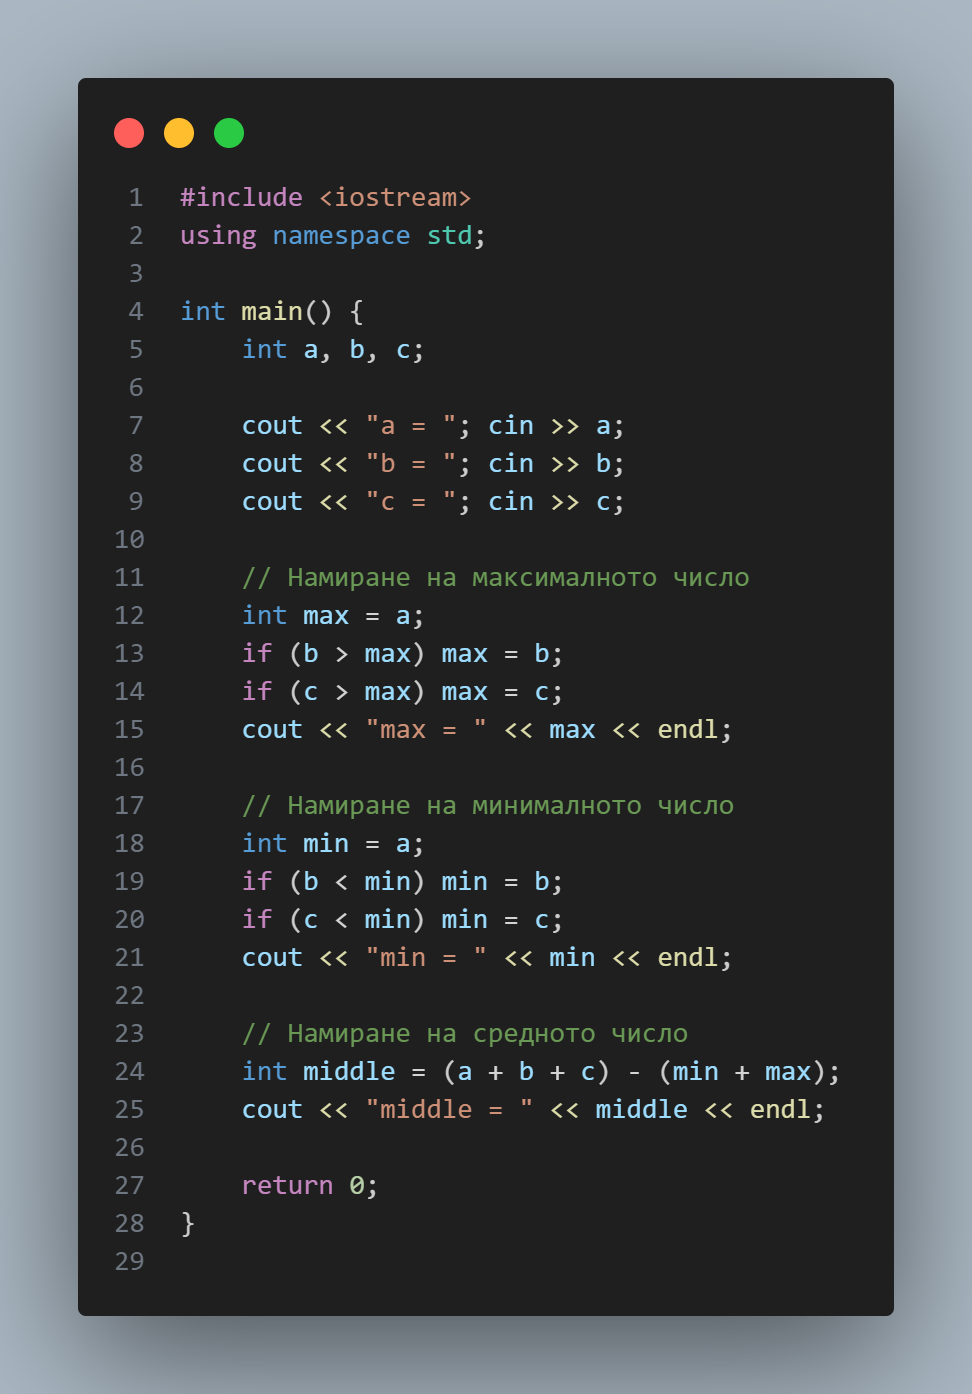 1 #include <iostream>
2 using namespace std;
3
4 int main() {
5     int a, b, c;
6
7     cout << "a = "; cin >> a;
8     cout << "b = "; cin >> b;
9     cout << "c = "; cin >> c;
10
11     // Намиране на максималното число
12     int max = a;
13     if (b > max) max = b;
14     if (c > max) max = c;
15     cout << "max = " << max << endl;
16
17     // Намиране на минималното число
18     int min = a;
19     if (b < min) min = b;
20     if (c < min) min = c;
21     cout << "min = " << min << endl;
22
23     // Намиране на средното число
24     int middle = (a + b + c) - (min + max);
25     cout << "middle = " << middle << endl;
26
27     return 0;
28 }
29